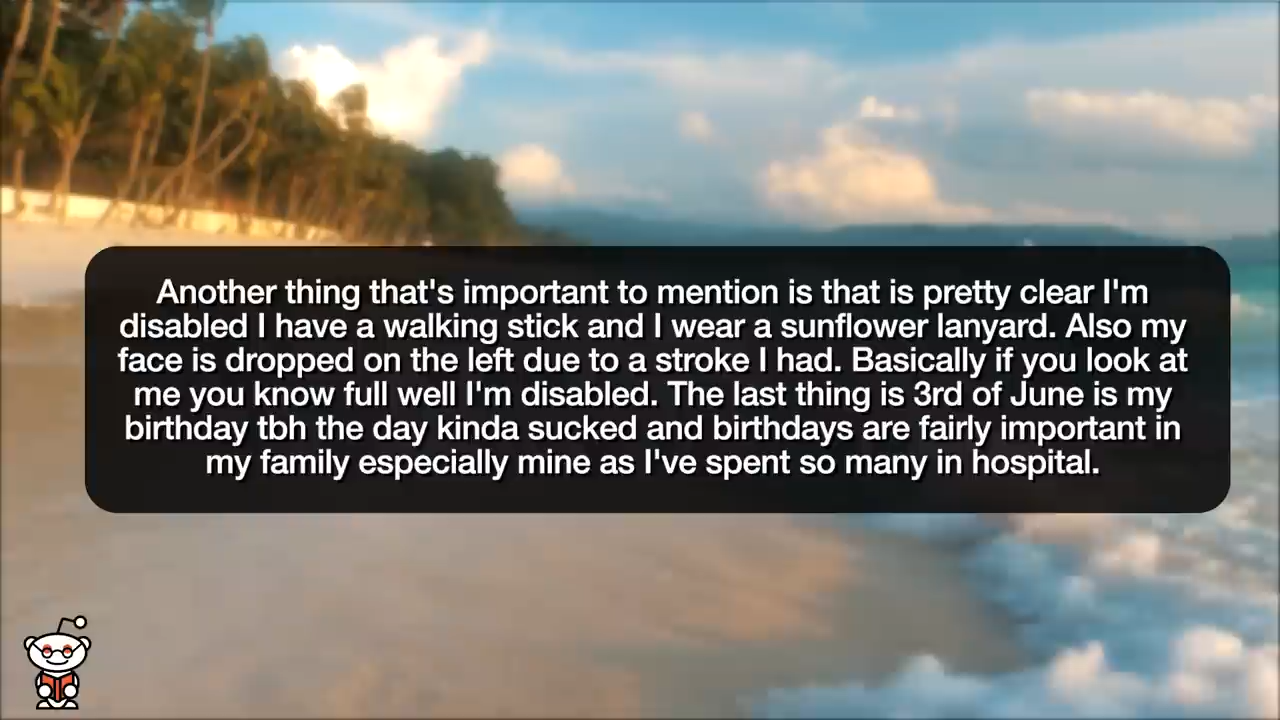 Another thing that's important to mention is that is pretty clear I'm
disabled I have a walking stick and I wear a sunflower lanyard. Also my
face is dropped on the left due to a stroke I had. Basically if you look at
me you know full well I'm disabled. The last thing is 3rd of June is my
birthday tbh the day kinda sucked and birthdays are fairly important in
my family especially mine as I've spent so many in hospital.